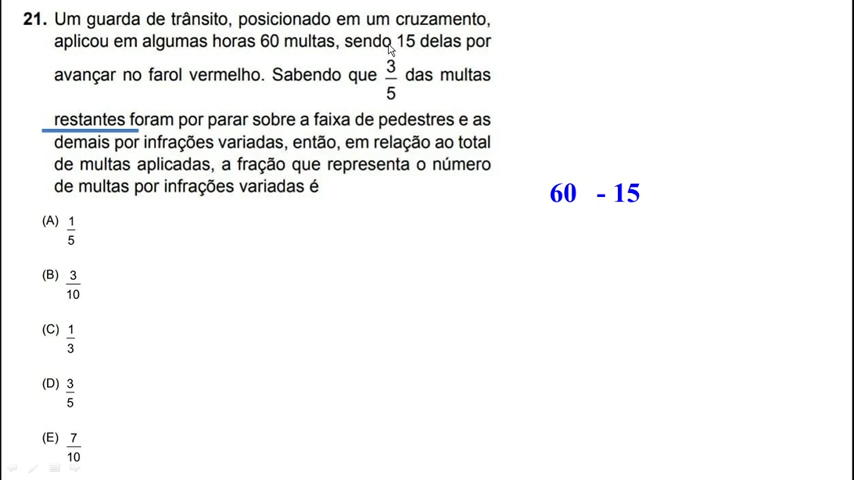 21. Um guarda de trânsito, posicionado em um cruzamento,
aplicou em algumas horas 60 multas, sendo 15 delas por
avançar no farol vermelho. Sabendo que 3/5 das multas
restantes foram por parar sobre a faixa de pedestres e as
demais por infrações variadas, então, em relação ao total
de multas aplicadas, a fração que representa o número
de multas por infrações variadas é
60 - 15
(A) 1/5
(B) 3/10
(C) 1/3
(D) 3/5
(E) 7/10